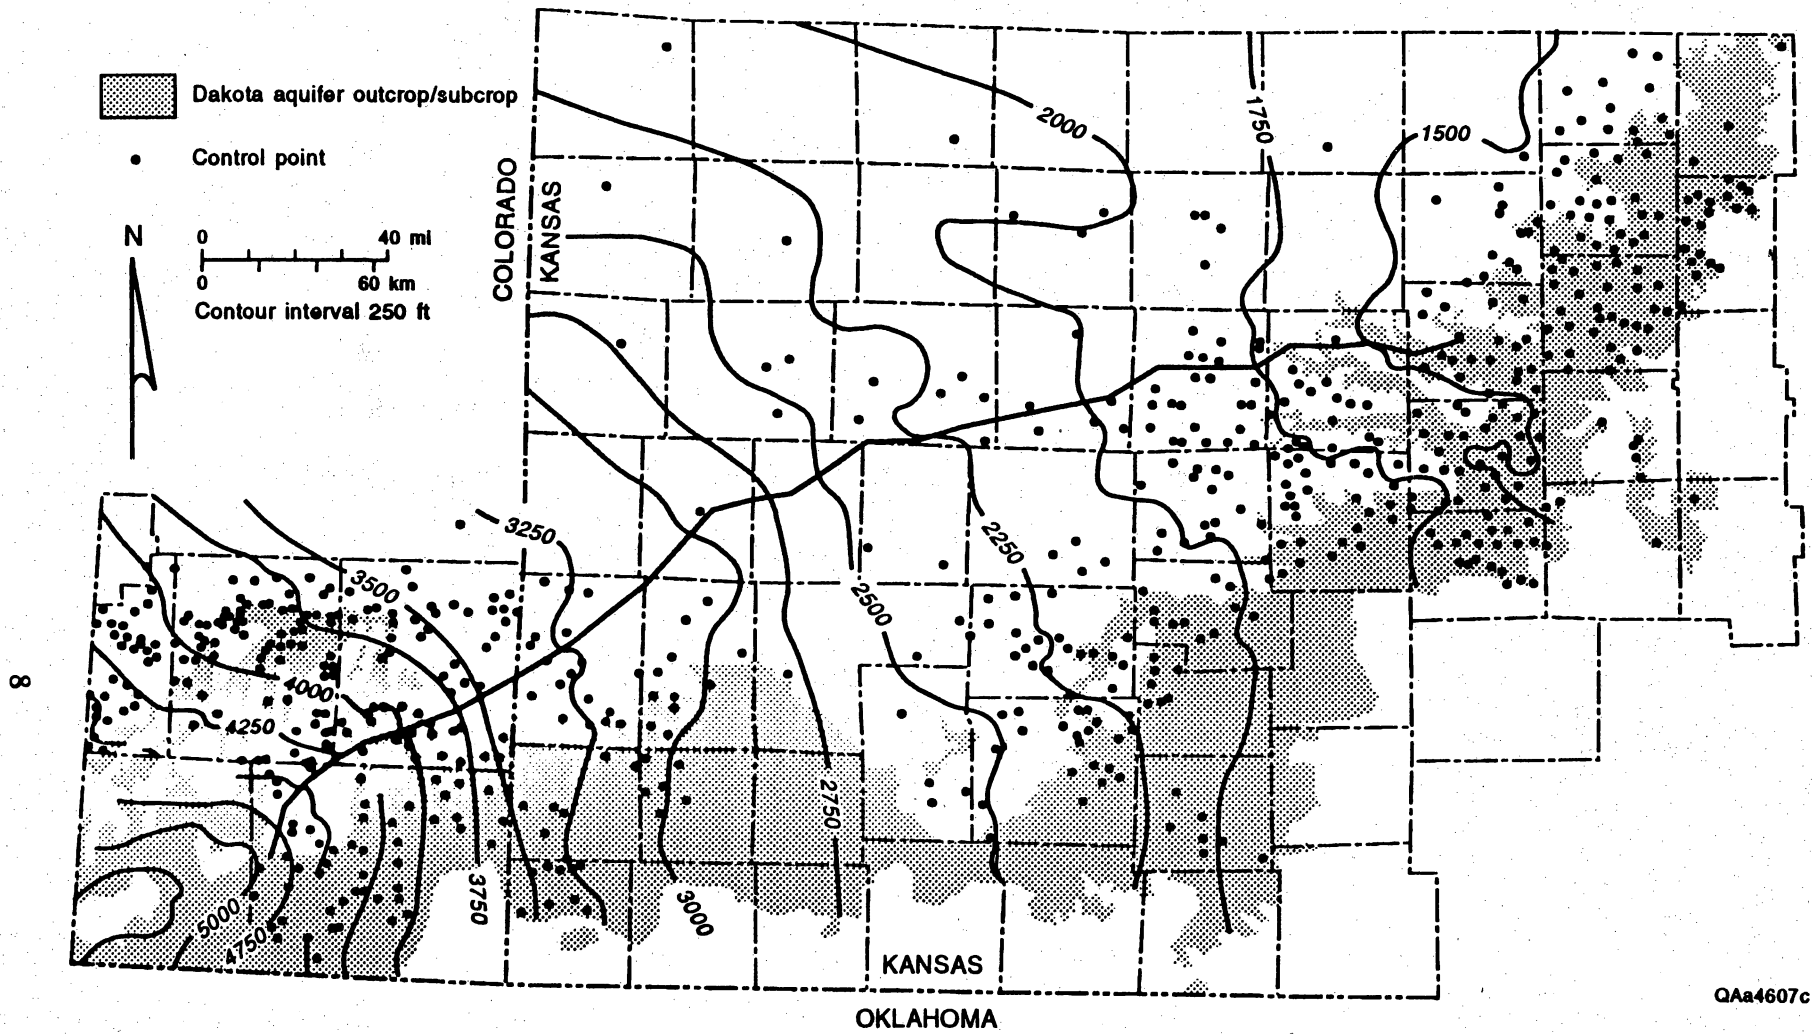 Dakota aquifer outcrop/subcrop
Control point
N
0 40 mi
0 60 km
Contour interval 250 ft
COLORADO
KANSAS
2000
1750
1500
3250
3500
2250
2500
4000
4250
2750
3750
3000
5000
4750
KANSAS
OKLAHOMA
8
QAa4607c